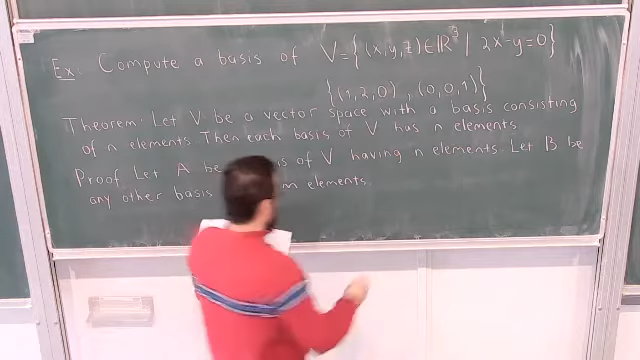 Ex: Compute a basis of V={(x,y,z)∈ℝ³ | 2x-y=0}
{(1,2,0), (0,0,1)}
Theorem: Let V be a vector space with a basis consisting
of n elements. Then each basis of V has n elements.
Proof Let A be is of V having n elements. Let B be
any other basis m elements.